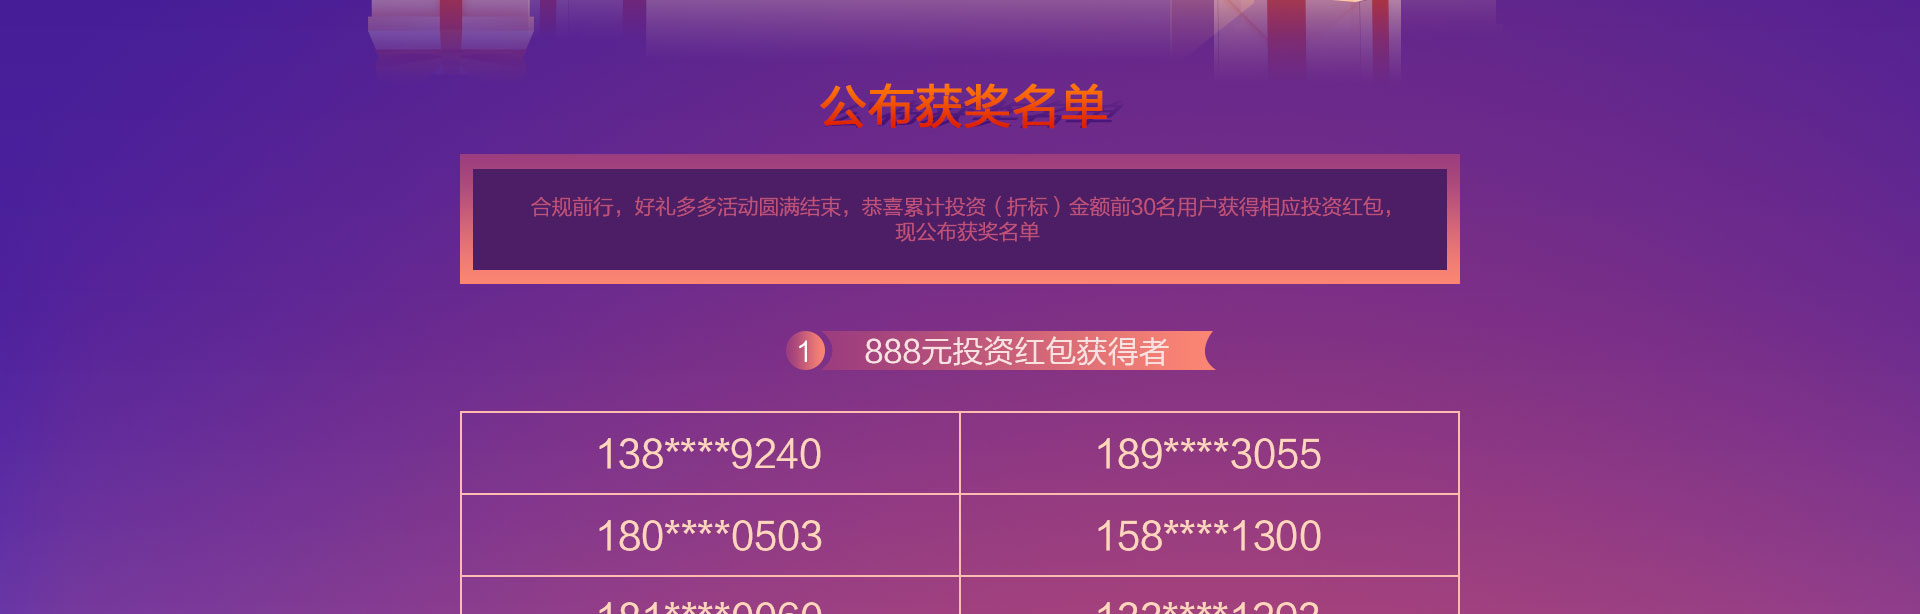 公布获奖名单
合规前行，好礼多多活动圆满结束，恭喜累计投资（折标）金额前30名用户获得相应投资红包，
现公布获奖名单
1 888元投资红包获得者
138****9240 189****3055
180****0503 158****1300